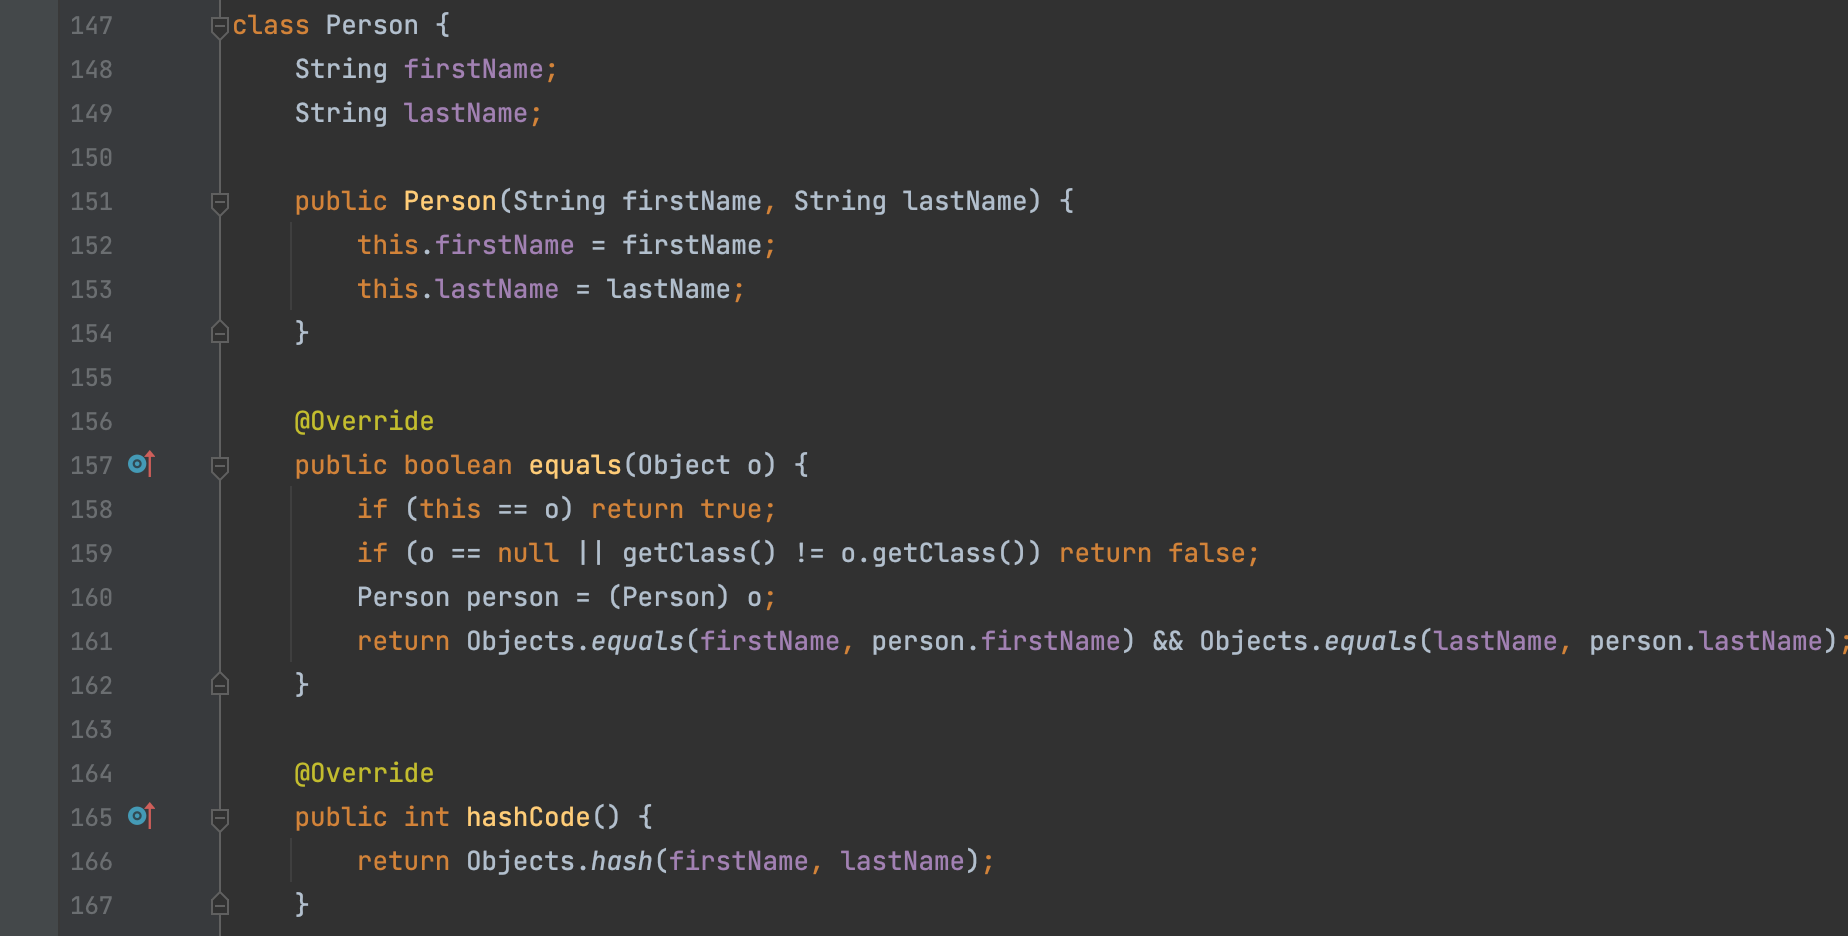 147 class Person {
148     String firstName;
149     String lastName;
150
151     public Person(String firstName, String lastName) {
152         this.firstName = firstName;
153         this.lastName = lastName;
154     }
155
156     @Override
157     public boolean equals(Object o) {
158         if (this == o) return true;
159         if (o == null || getClass() != o.getClass()) return false;
160         Person person = (Person) o;
161         return Objects.equals(firstName, person.firstName) && Objects.equals(lastName, person.lastName);
162     }
163
164     @Override
165     public int hashCode() {
166         return Objects.hash(firstName, lastName);
167     }